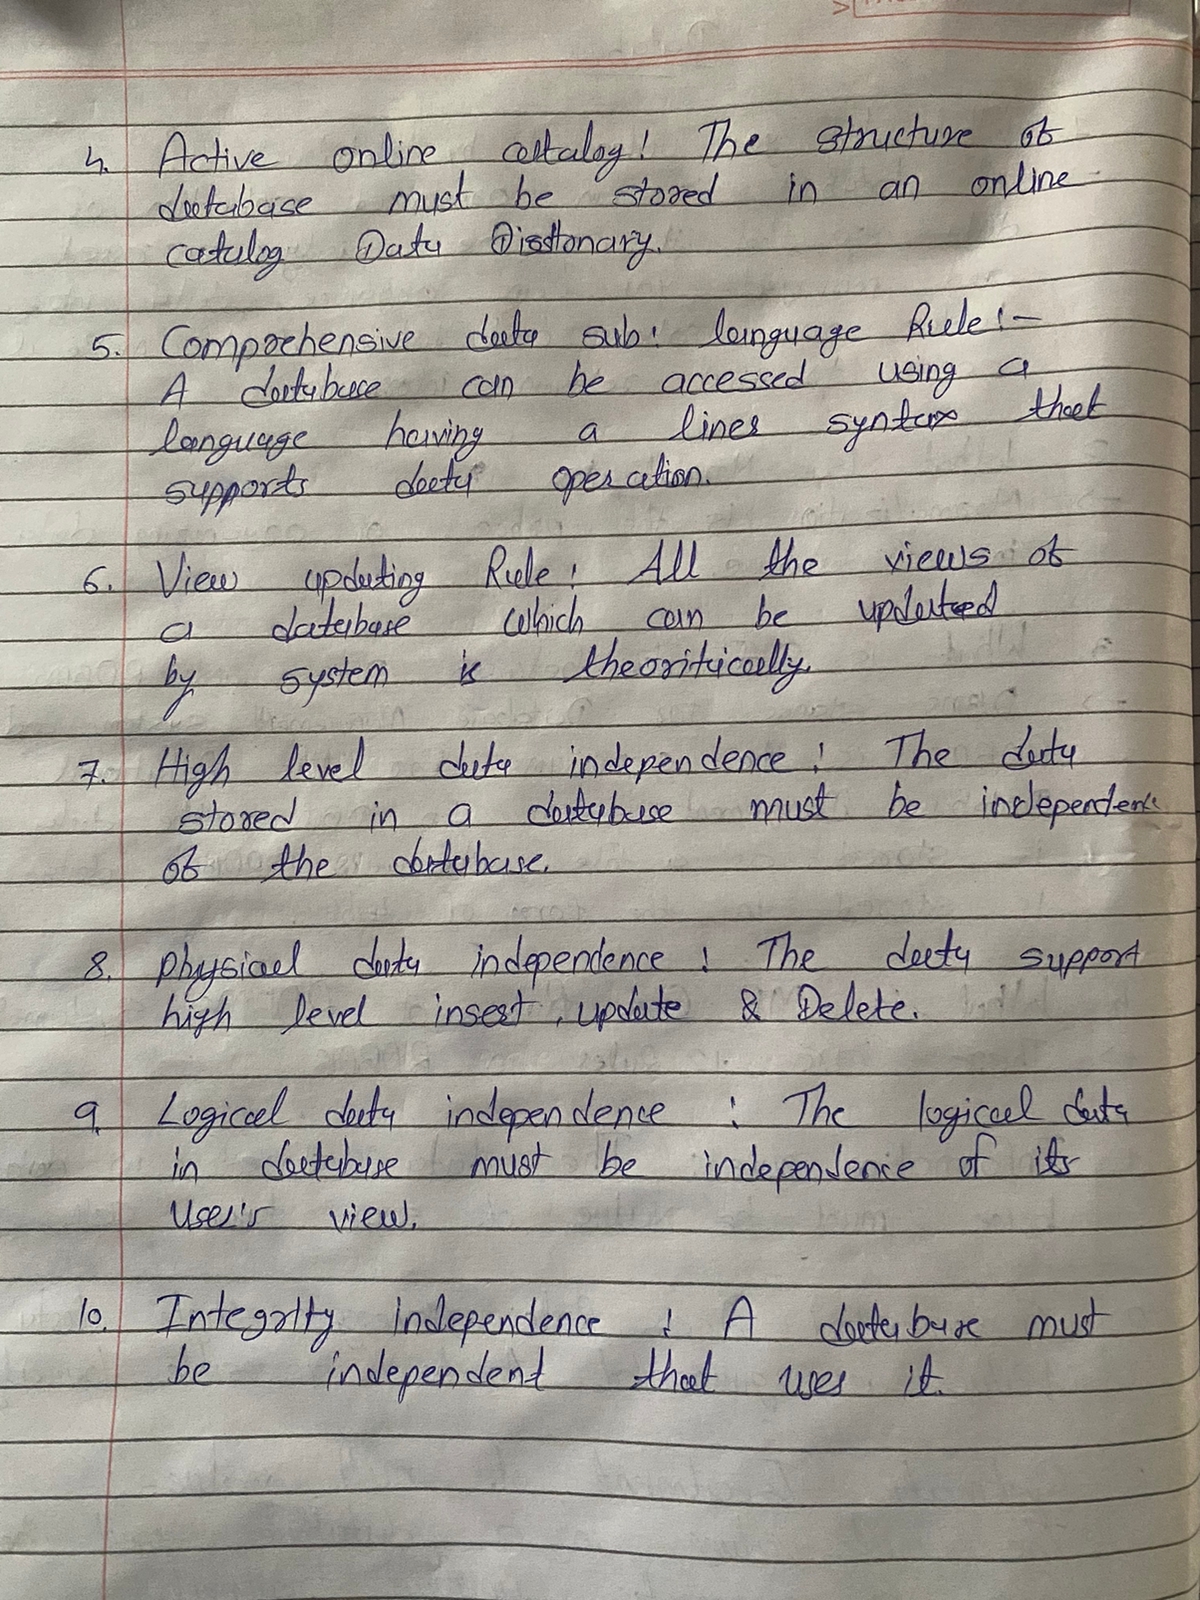 4. Active online catalog! The structure of
database must be stored in an online
catalog Data Disstonary.
5. Comprehensive data sub! language Rule :-
A database can be accessed using a
language having a lines syntax that
supports data operation.
6. View updating Rule ! All the views of
a database which can be updated
by system is theoriticcelly.
7. High level data independence ! The data
stored in a database must be independent
of the database.
8. physical data independence ! The data support
high level insert, update & Delete.
9. Logical data independence : The logical data
in database must be independence of its
User's view.
10. Integrity independence ! A database must
be independent that uses it.